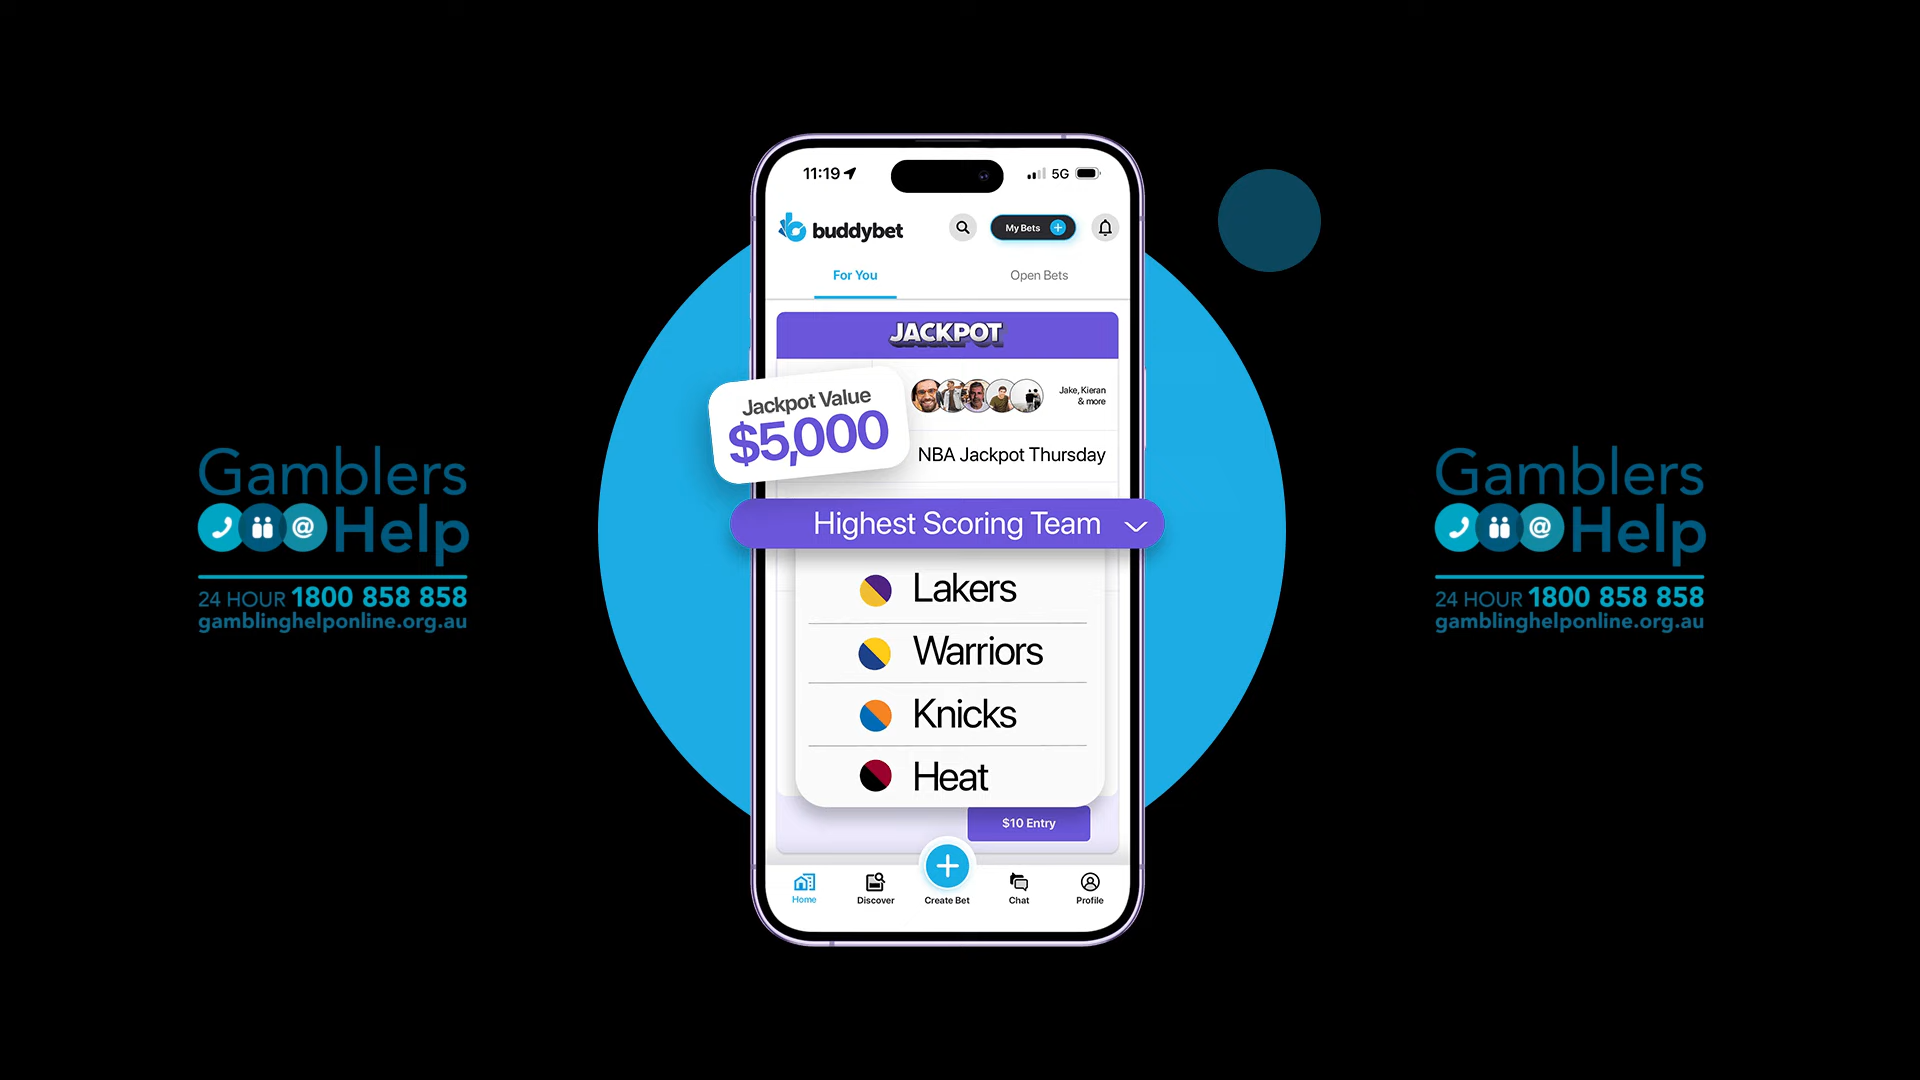 Gamblers
Help
24 HOUR 1800 858 858
gamblinghelponline.org.au
11:19
5G
buddybet
My Bets
For You
Open Bets
JACKPOT
Jackpot Value
$5,000
Jake, Kieran
& more
NBA Jackpot Thursday
Highest Scoring Team
Lakers
Warriors
Knicks
Heat
$10 Entry
Home
Discover
Create Bet
Chat
Profile
Gamblers
Help
24 HOUR 1800 858 858
gamblinghelponline.org.au